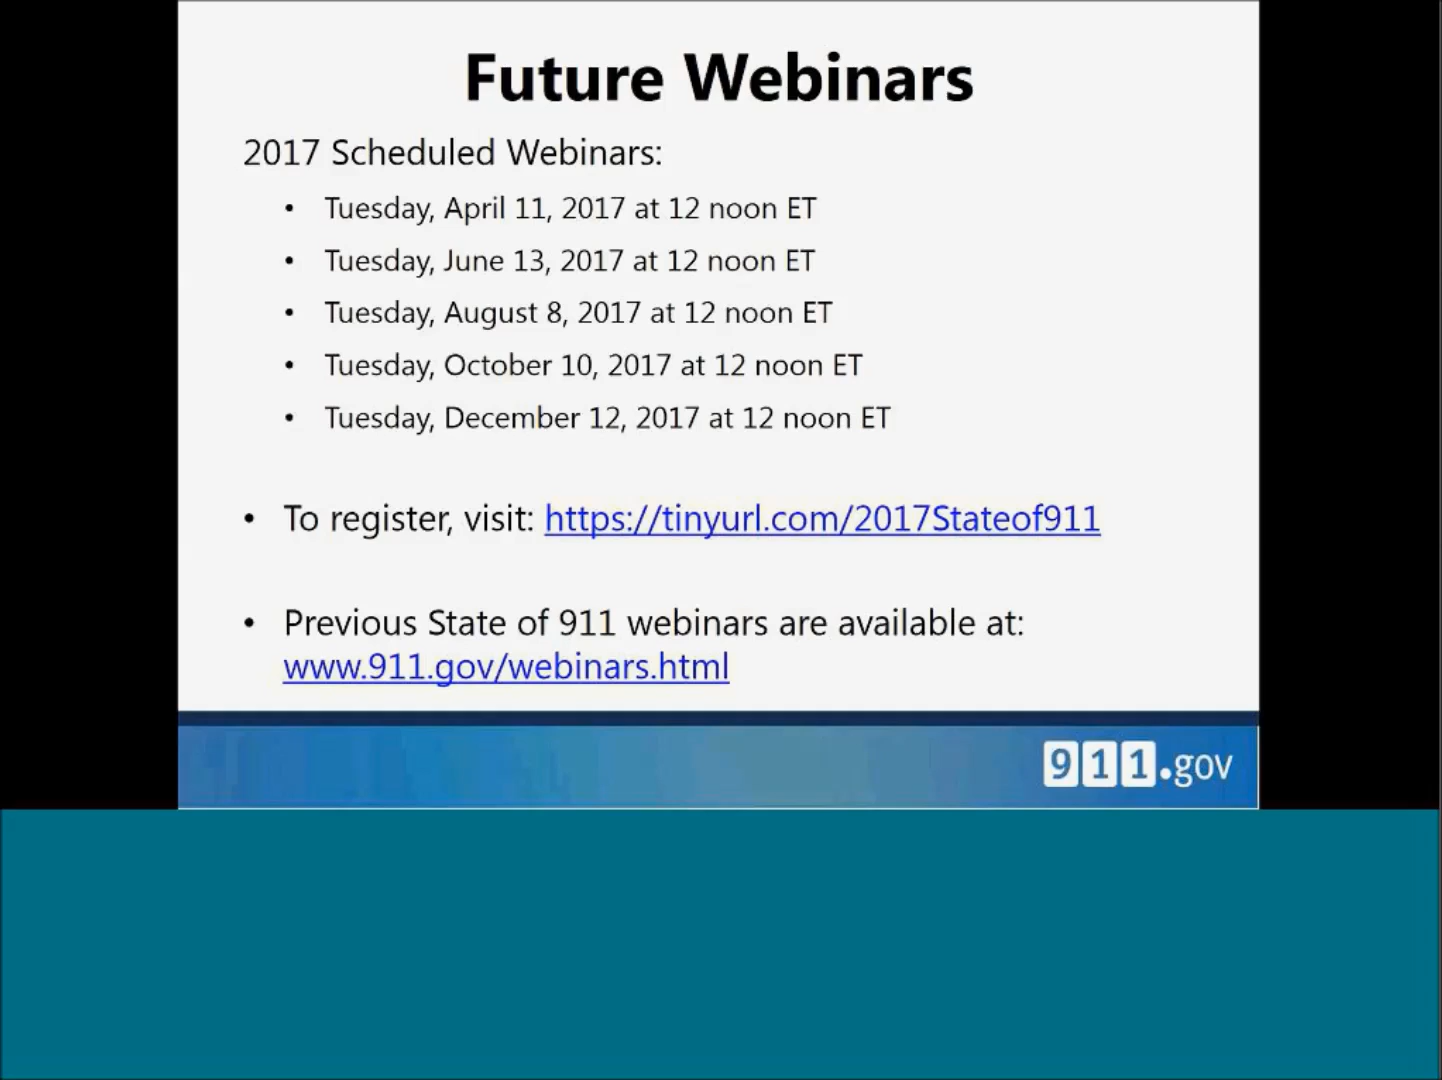 Future Webinars
2017 Scheduled Webinars:
• Tuesday, April 11, 2017 at 12 noon ET
• Tuesday, June 13, 2017 at 12 noon ET
• Tuesday, August 8, 2017 at 12 noon ET
• Tuesday, October 10, 2017 at 12 noon ET
• Tuesday, December 12, 2017 at 12 noon ET
• To register, visit: https://tinyurl.com/2017Stateof911
• Previous State of 911 webinars are available at:
www.911.gov/webinars.html
911.gov